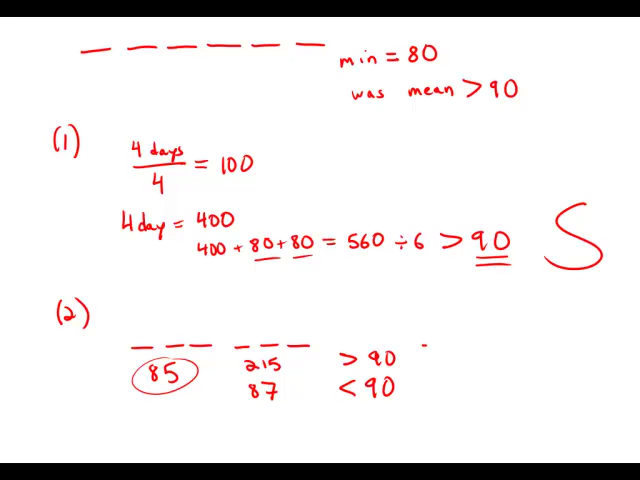 min = 80
was mean > 90
(1)
4 days
4
= 100
4 day = 400
400 + 80 + 80 = 560 ÷ 6 > 90
S
(2)
85 215 > 90
87 < 90